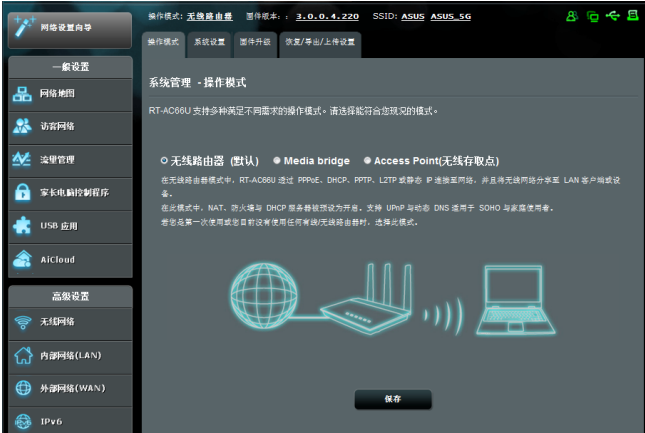 网络设置向导
操作模式: 无线路由器 固件版本: : 3.0.0.4.220 SSID: ASUS ASUS_5G
操作模式 系统设置 固件升级 恢复/导出/上传设置
一般设置
网络地图
访客网络
流量管理
家长电脑控制程序
USB 应用
AiCloud
高级设置
无线网络
内部网络(LAN)
外部网络(WAN)
IPv6
系统管理 - 操作模式
RT-AC66U 支持多种满足不同需求的操作模式。请选择能符合您现况的模式。
无线路由器 (默认) Media bridge Access Point(无线存取点)
在无线路由器模式中，RT-AC66U 透过 PPPoE、DHCP、PPTP、L2TP 或静态 IP 连接至网络，并且将无线网络分享至 LAN 客户端或设
备。
在此模式中，NAT、防火墙与 DHCP 服务器被预设为开启。支持 UPnP 与动态 DNS 适用于 SOHO 与家庭使用者。
若您是第一次使用或您目前没有使用任何有线/无线路由器时，选择此模式。
保存